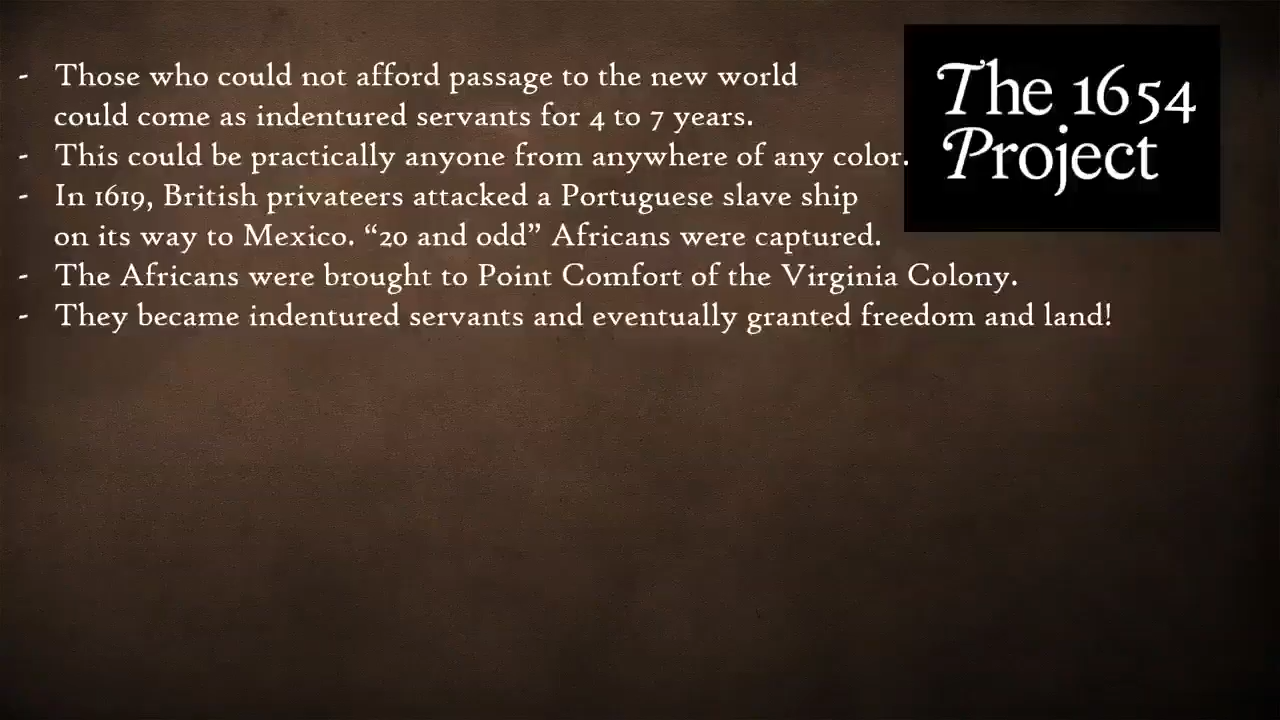 - Those who could not afford passage to the new world
could come as indentured servants for 4 to 7 years.
- This could be practically anyone from anywhere of any color.
- In 1619, British privateers attacked a Portuguese slave ship
on its way to Mexico. “20 and odd” Africans were captured.
- The Africans were brought to Point Comfort of the Virginia Colony.
- They became indentured servants and eventually granted freedom and land!
The 1654
Project